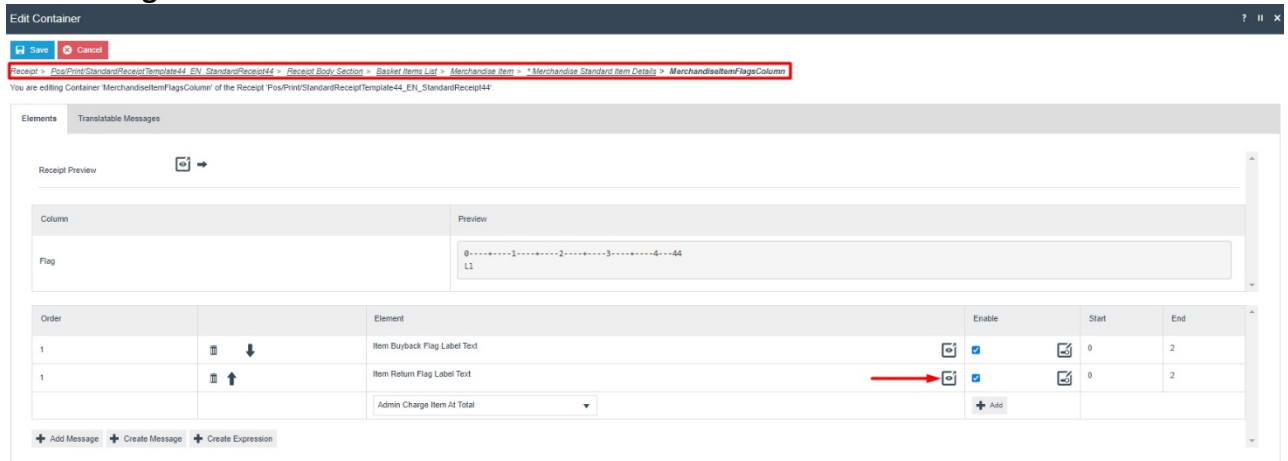 Edit Container
? II X
Save Cancel
Receipt > Pos/Print/StandardReceiptTemplate44_EN_StandardReceipt44 > Receipt Body Section > Basket Items List > Merchandise Item > * Merchandise Standard Item Details > MerchandiseItemFlagsColumn
You are editing Container 'MerchandiseItemFlagsColumn' of the Receipt 'Pos/Print/StandardReceiptTemplate44_EN_StandardReceipt44'.
Elements Translatable Messages
Receipt Preview
Column Preview
Flag
0----+----1----+----2----+----3----+----4---44
L1
Order Element Enable Start End
1 Item Buyback Flag Label Text 0 2
1 Item Return Flag Label Text 0 2
Admin Charge Item At Total Add
Add Message Create Message Create Expression